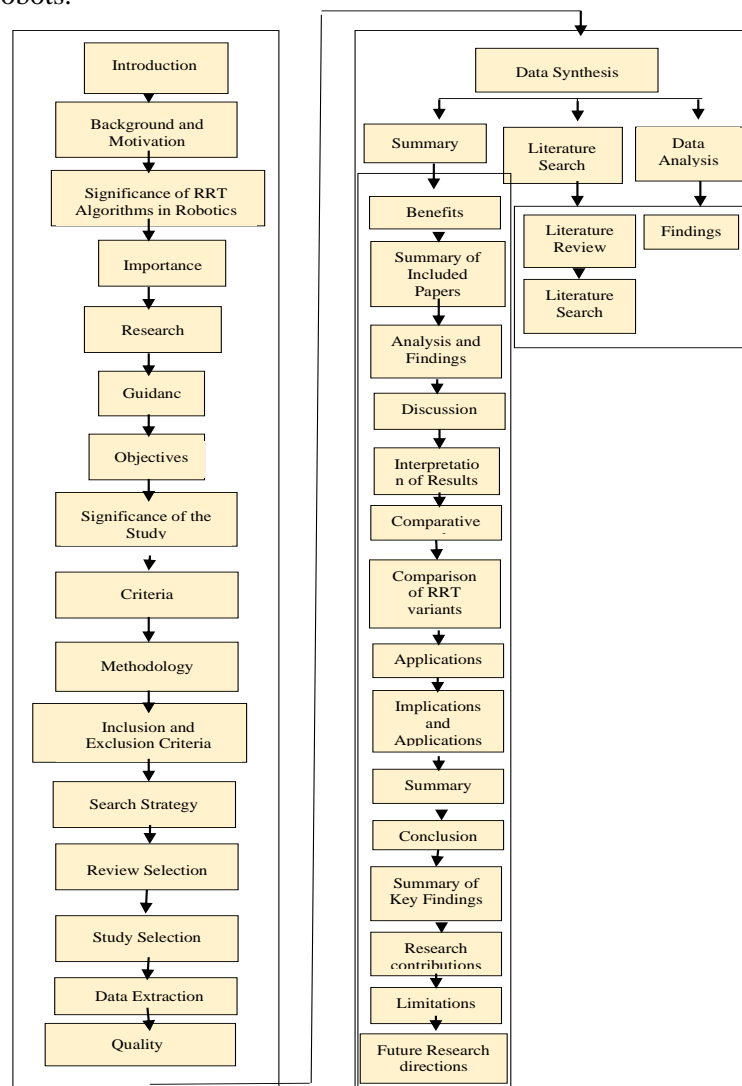 obots.
Introduction
Background and
Motivation
Significance of RRT
Algorithms in Robotics
Importance
Research
Guidanc
Objectives
Significance of the
Study
Criteria
Methodology
Inclusion and
Exclusion Criteria
Search Strategy
Review Selection
Study Selection
Data Extraction
Quality
Data Synthesis
Summary
Benefits
Summary of
Included
Papers
Analysis and
Findings
Discussion
Interpretatio
n of Results
Comparative
Comparison
of RRT
variants
Applications
Implications
and
Applications
Summary
Conclusion
Summary of
Key Findings
Research
contributions
Limitations
Future Research
directions
Literature
Search
Literature
Review
Literature
Search
Data
Analysis
Findings